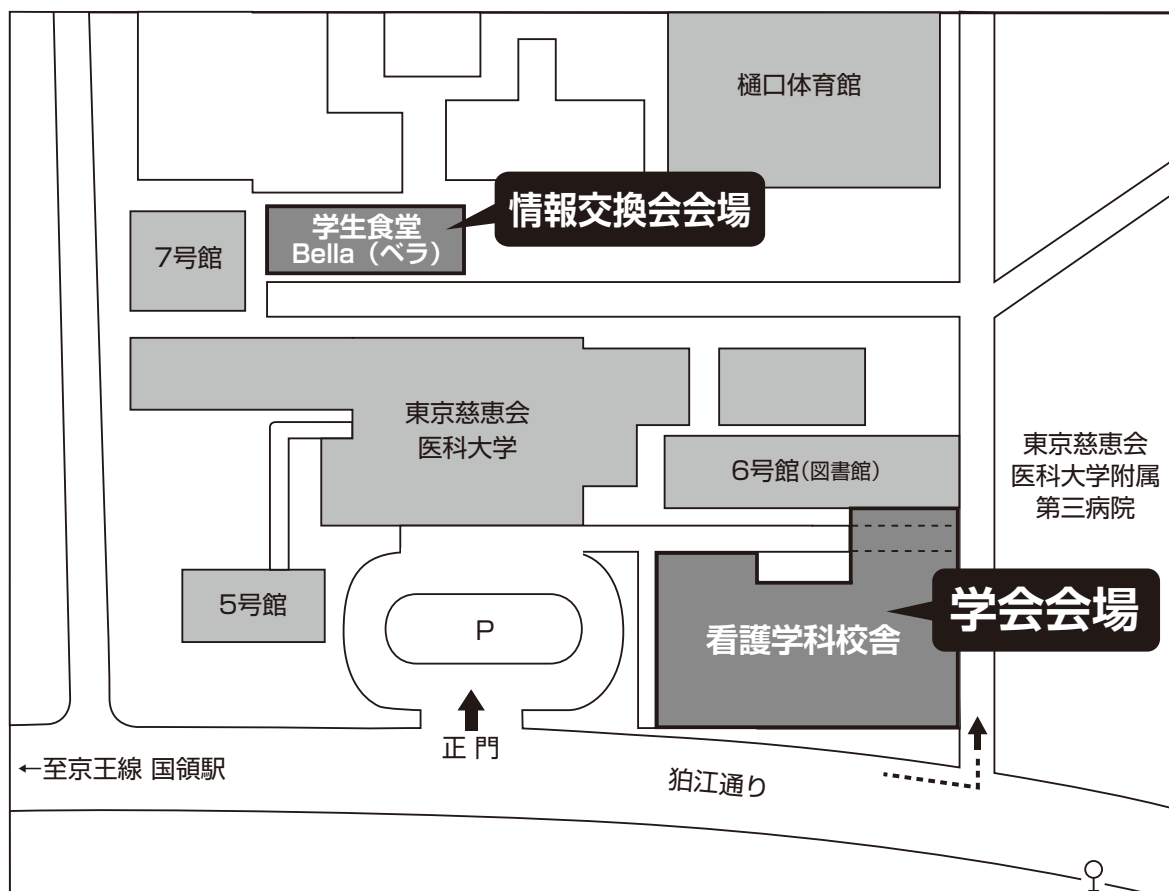 樋口体育館
情報交換会会場
学生食堂
Bella（ベラ）
7号館
東京慈恵会
医科大学
6号館（図書館）
東京慈恵会
医科大学附属
第三病院
5号館
P
学会会場
看護学科校舎
正 門
←至京王線 国領駅
狛江通り